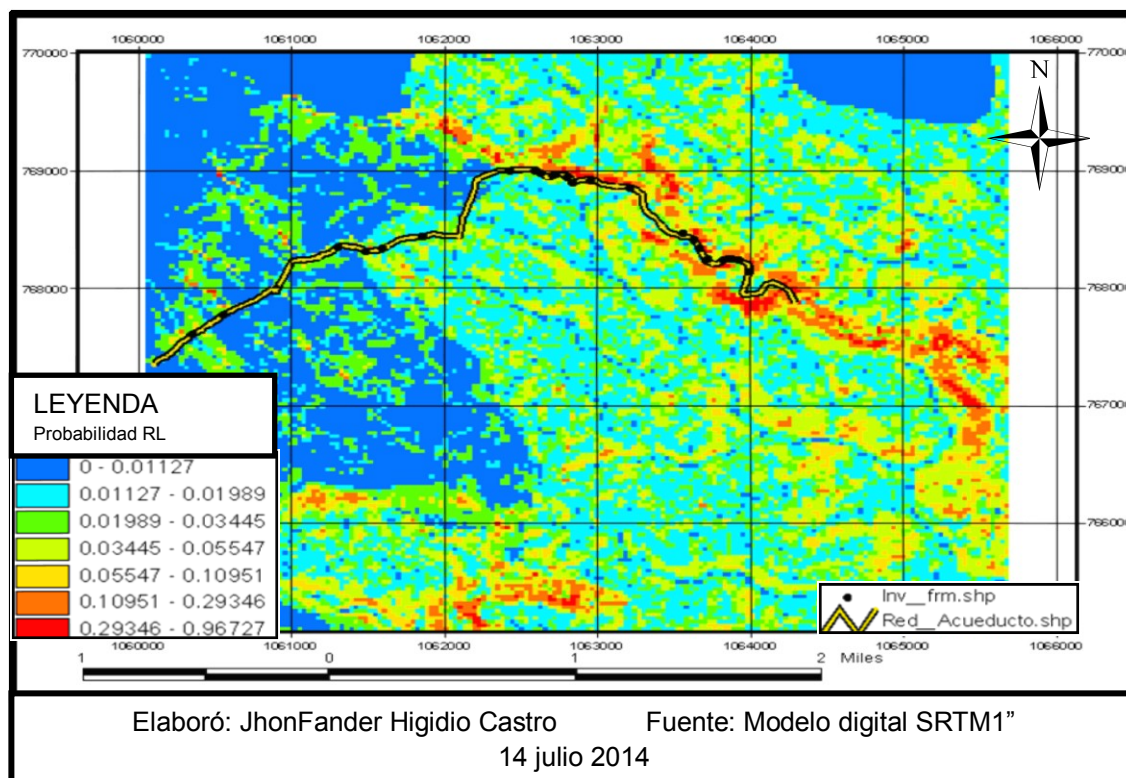 1060000 1061000 1062000 1063000 1064000 1065000 1066000
770000 770000
N
769000 769000
768000 768000
767000
766000
LEYENDA
Probabilidad RL
0 - 0.01127
0.01127 - 0.01989
0.01989 - 0.03445
0.03445 - 0.05547
0.05547 - 0.10951
0.10951 - 0.29346
0.29346 - 0.96727
Inv__frm.shp
Red__Acueducto.shp
1060000 1061000 1062000 1063000 1064000 1065000 1066000
1 0 1 2 Miles
Elaboró: JhonFander Higidio Castro Fuente: Modelo digital SRTM1”
14 julio 2014